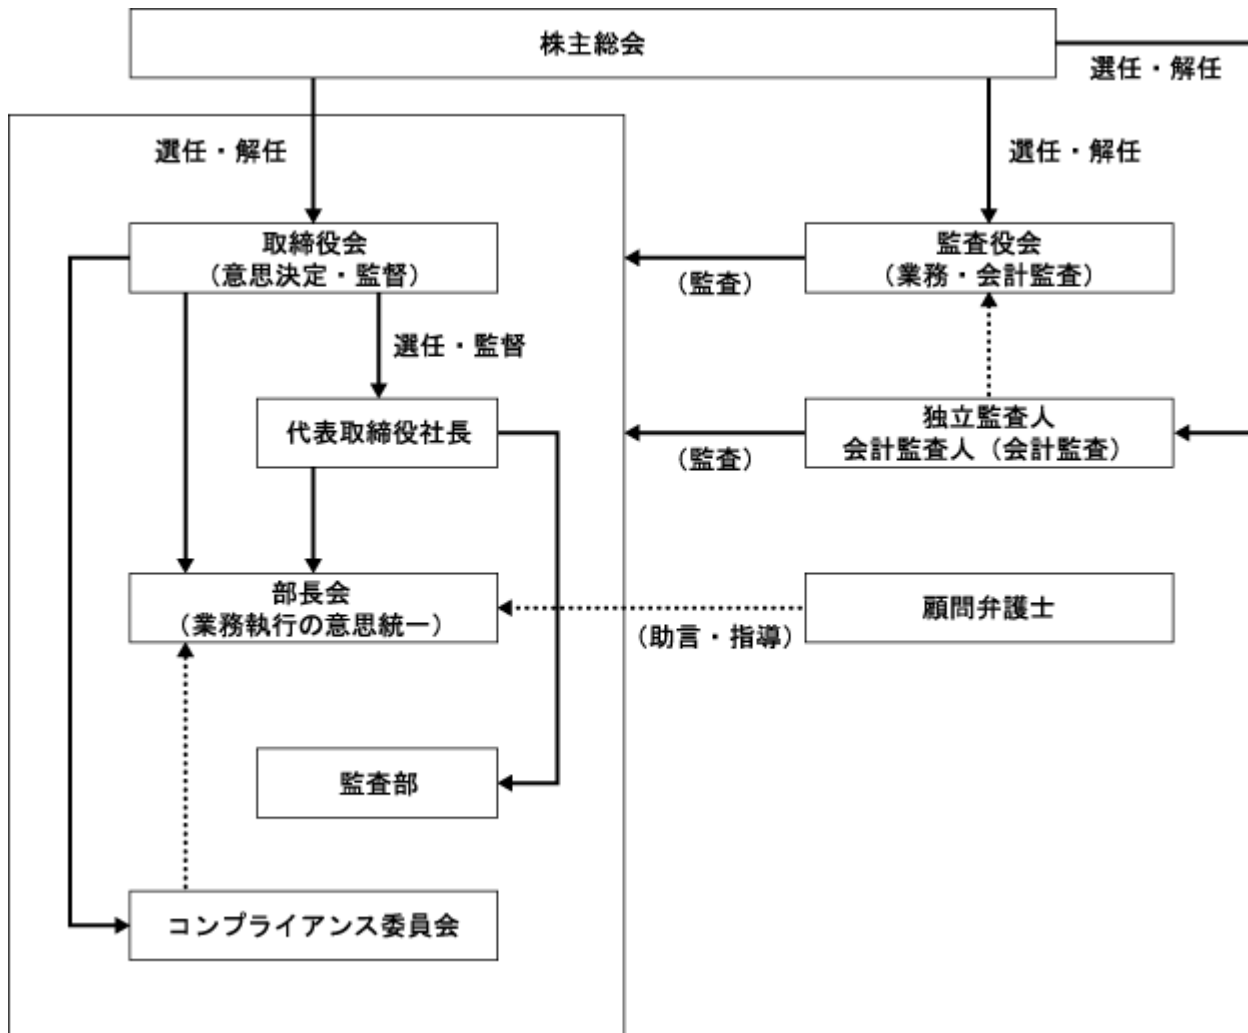 株主総会
選任・解任
選任・解任
選任・解任
取締役会
（意思決定・監督）
（監査）
監査役会
（業務・会計監査）
選任・監督
代表取締役社長
（監査）
独立監査人
会計監査人（会計監査）
部長会
（業務執行の意思統一）
（助言・指導）
顧問弁護士
監査部
コンプライアンス委員会